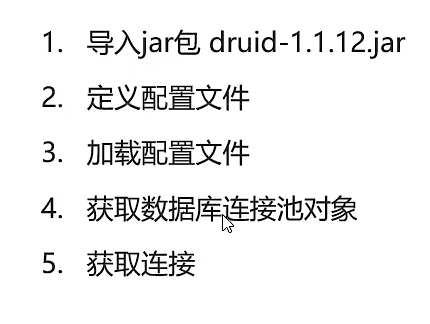 1. 导入jar包 druid-1.1.12.jar
2. 定义配置文件
3. 加载配置文件
4. 获取数据库连接池对象
5. 获取连接